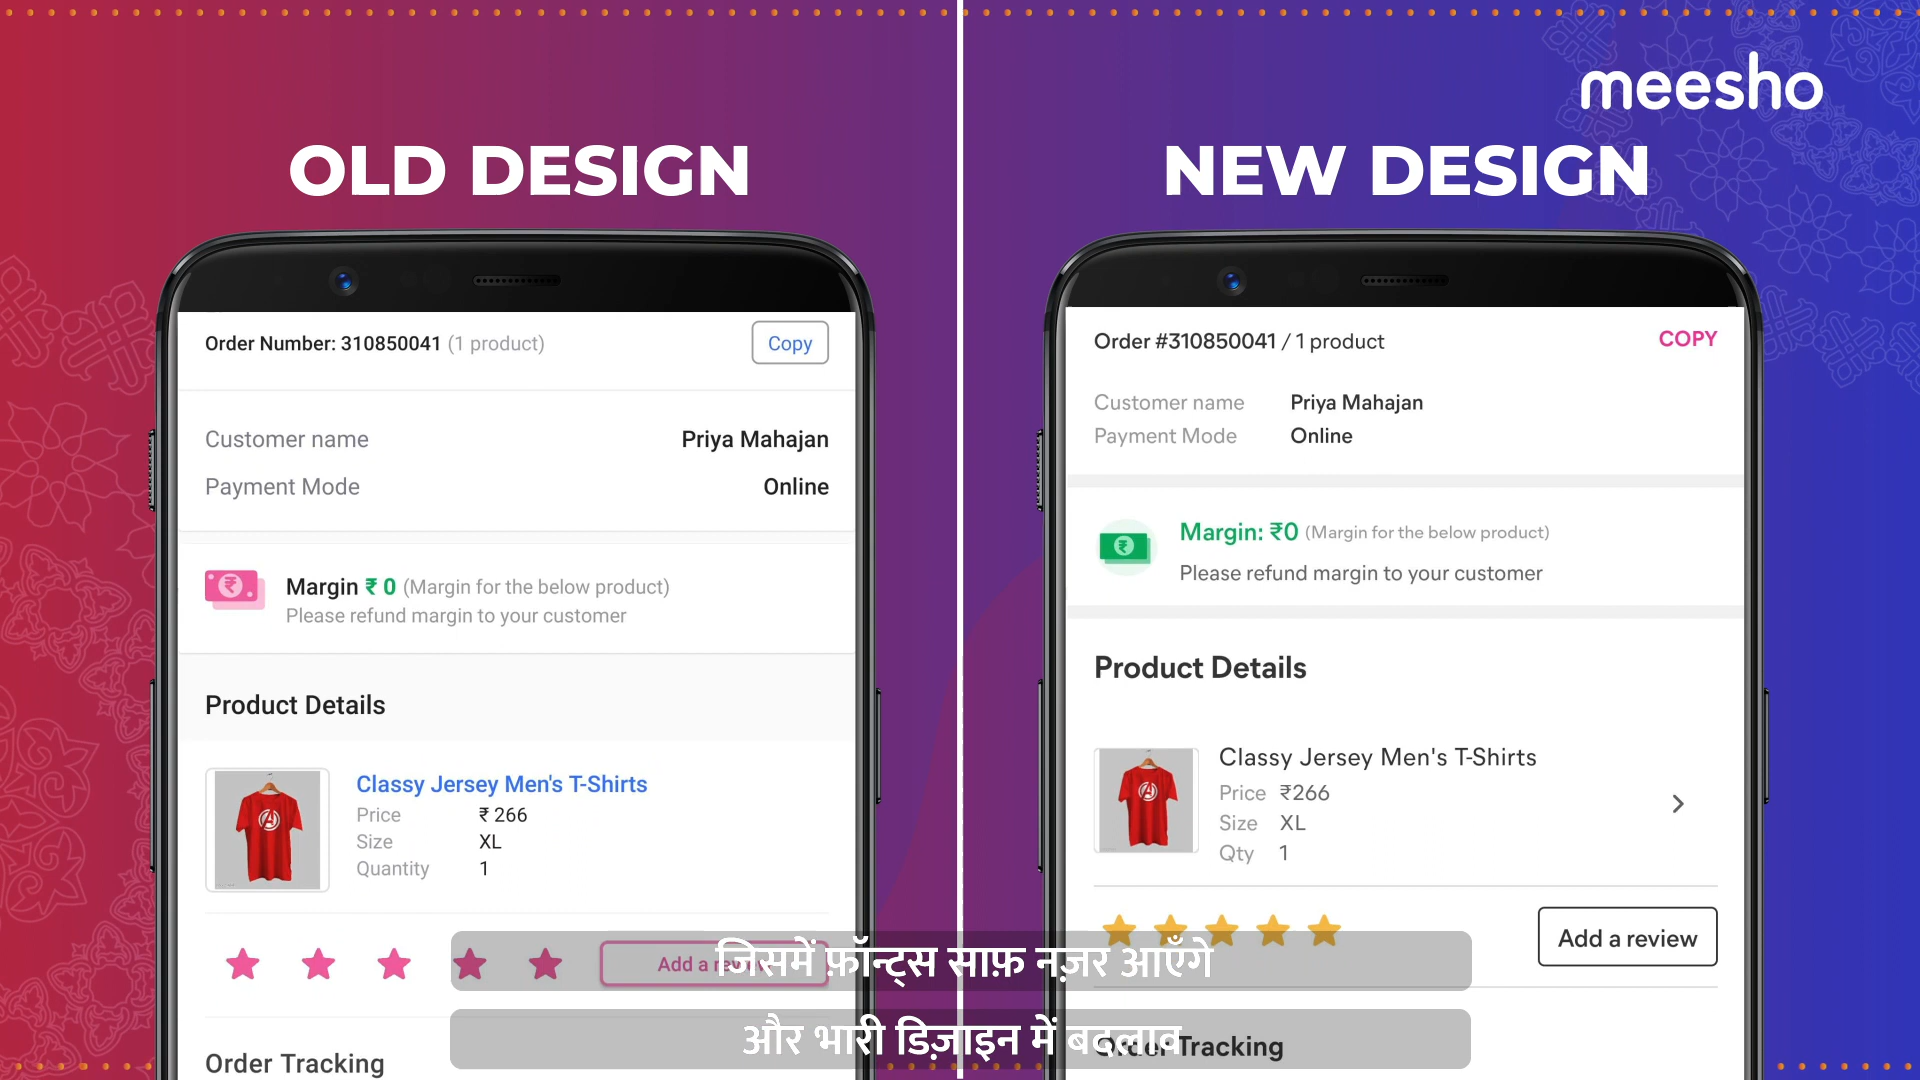 meesho
OLD DESIGN
Order Number: 310850041 (1 product)
Copy
Customer name Priya Mahajan
Payment Mode Online
Margin ₹ 0 (Margin for the below product)
Please refund margin to your customer
Product Details
Classy Jersey Men's T-Shirts
Price ₹ 266
Size XL
Quantity 1
Add a review
Order Tracking
NEW DESIGN
Order #310850041 / 1 product
COPY
Customer name Priya Mahajan
Payment Mode Online
Margin: ₹0 (Margin for the below product)
Please refund margin to your customer
Product Details
Classy Jersey Men's T-Shirts
Price ₹266
Size XL
Qty 1
Add a review
Order Tracking
जिसमें फ़ॉन्ट्स साफ़ नज़र आएँगे
और भारी डिज़ाइन में बदलाव